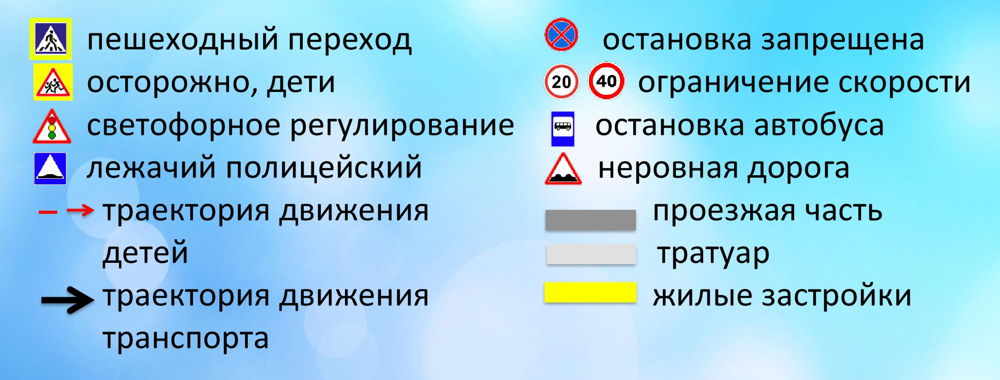 пешеходный переход
осторожно, дети
светофорное регулирование
лежачий полицейский
траектория движения
детей
траектория движения
транспорта
остановка запрещена
20 40 ограничение скорости
остановка автобуса
неровная дорога
проезжая часть
тратуар
жилые застройки